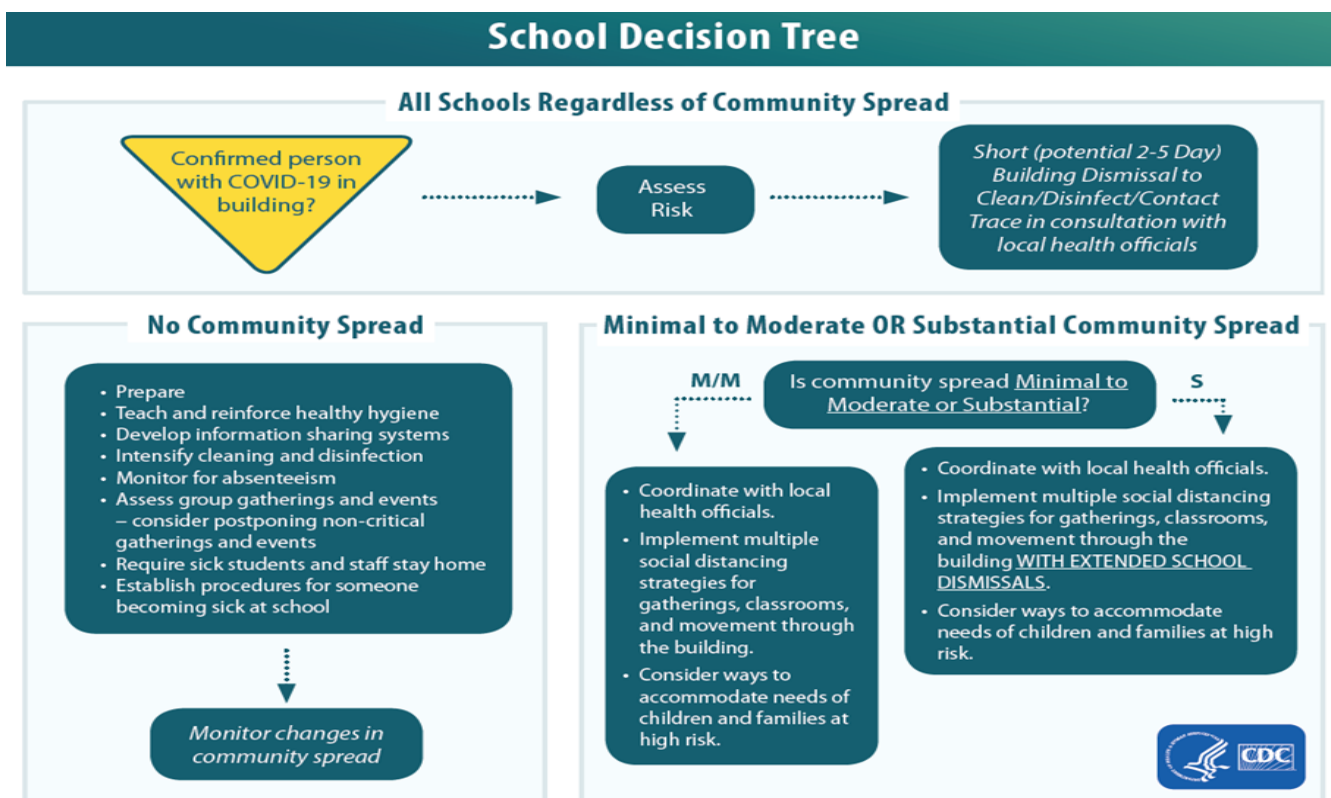 School Decision Tree
All Schools Regardless of Community Spread
Confirmed person
with COVID-19 in
building?
Assess
Risk
Short (potential 2-5 Day)
Building Dismissal to
Clean/Disinfect/Contact
Trace in consultation with
local health officials
No Community Spread
• Prepare
• Teach and reinforce healthy hygiene
• Develop information sharing systems
• Intensify cleaning and disinfection
• Monitor for absenteeism
• Assess group gatherings and events
– consider postponing non-critical
gatherings and events
• Require sick students and staff stay home
• Establish procedures for someone
becoming sick at school
Monitor changes in
community spread
Minimal to Moderate OR Substantial Community Spread
M/M
Is community spread Minimal to
Moderate or Substantial?
S
• Coordinate with local
health officials.
• Implement multiple
social distancing
strategies for
gatherings, classrooms,
and movement through
the building.
• Consider ways to
accommodate needs of
children and families at
high risk.
• Coordinate with local health officials.
• Implement multiple social distancing
strategies for gatherings, classrooms,
and movement through the
building WITH EXTENDED SCHOOL
DISMISSALS.
• Consider ways to accommodate
needs of children and families at high
risk.
CDC